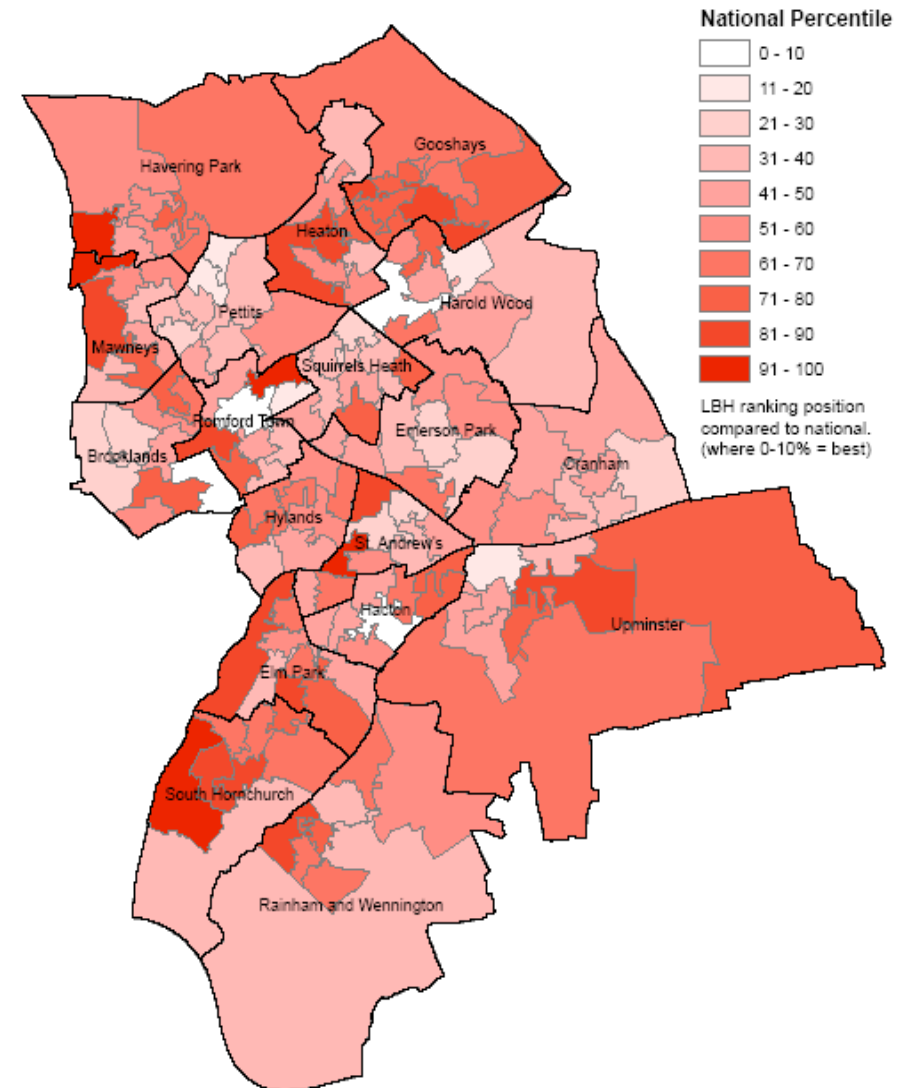 National Percentile
0 - 10
11 - 20
21 - 30
31 - 40
41 - 50
51 - 60
61 - 70
71 - 80
81 - 90
91 - 100
LBH ranking position
compared to national.
(where 0-10% = best)
Gooshays
Havering Park
Heaton
Harold Wood
Pettits
Mawneys
Squirrels Heath
Romford Town
Emerson Park
Brooklands
Cranham
Hylands
St. Andrew's
Hacton
Upminster
Elm Park
South Hornchurch
Rainham and Wennington